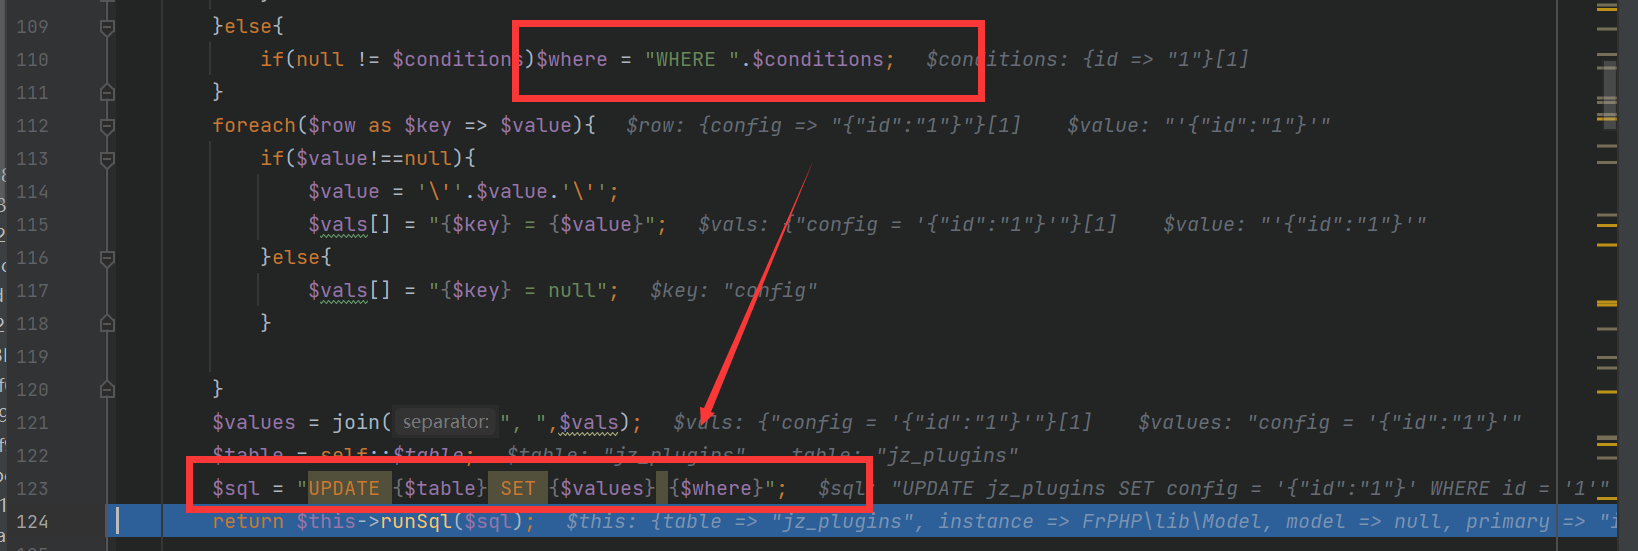 109 }else{
110 if(null != $conditions)$where = "WHERE ".$conditions; $conditions: {id => "1"}[1]
111 }
112 foreach($row as $key => $value){ $row: {config => "{"id":"1"}"}[1] $value: "'{"id":"1"}'"
113 if($value!==null){
114 $value = '\''.$value.'\'';
115 $vals[] = "{$key} = {$value}"; $vals: {"config = '{"id":"1"}'"}[1] $value: "'{"id":"1"}'"
116 }else{
117 $vals[] = "{$key} = null"; $key: "config"
118 }
119
120 }
121 $values = join( separator: ", ",$vals); $vals: {"config = '{"id":"1"}'"}[1] $values: "config = '{"id":"1"}'"
122 $table = self::$table; $table: "jz_plugins" table: "jz_plugins"
123 $sql = "UPDATE {$table} SET {$values} {$where}"; $sql: "UPDATE jz_plugins SET config = '{"id":"1"}' WHERE id = '1'"
124 return $this->runSql($sql); $this: {table => "jz_plugins", instance => FrPHP\lib\Model, model => null, primary => "i